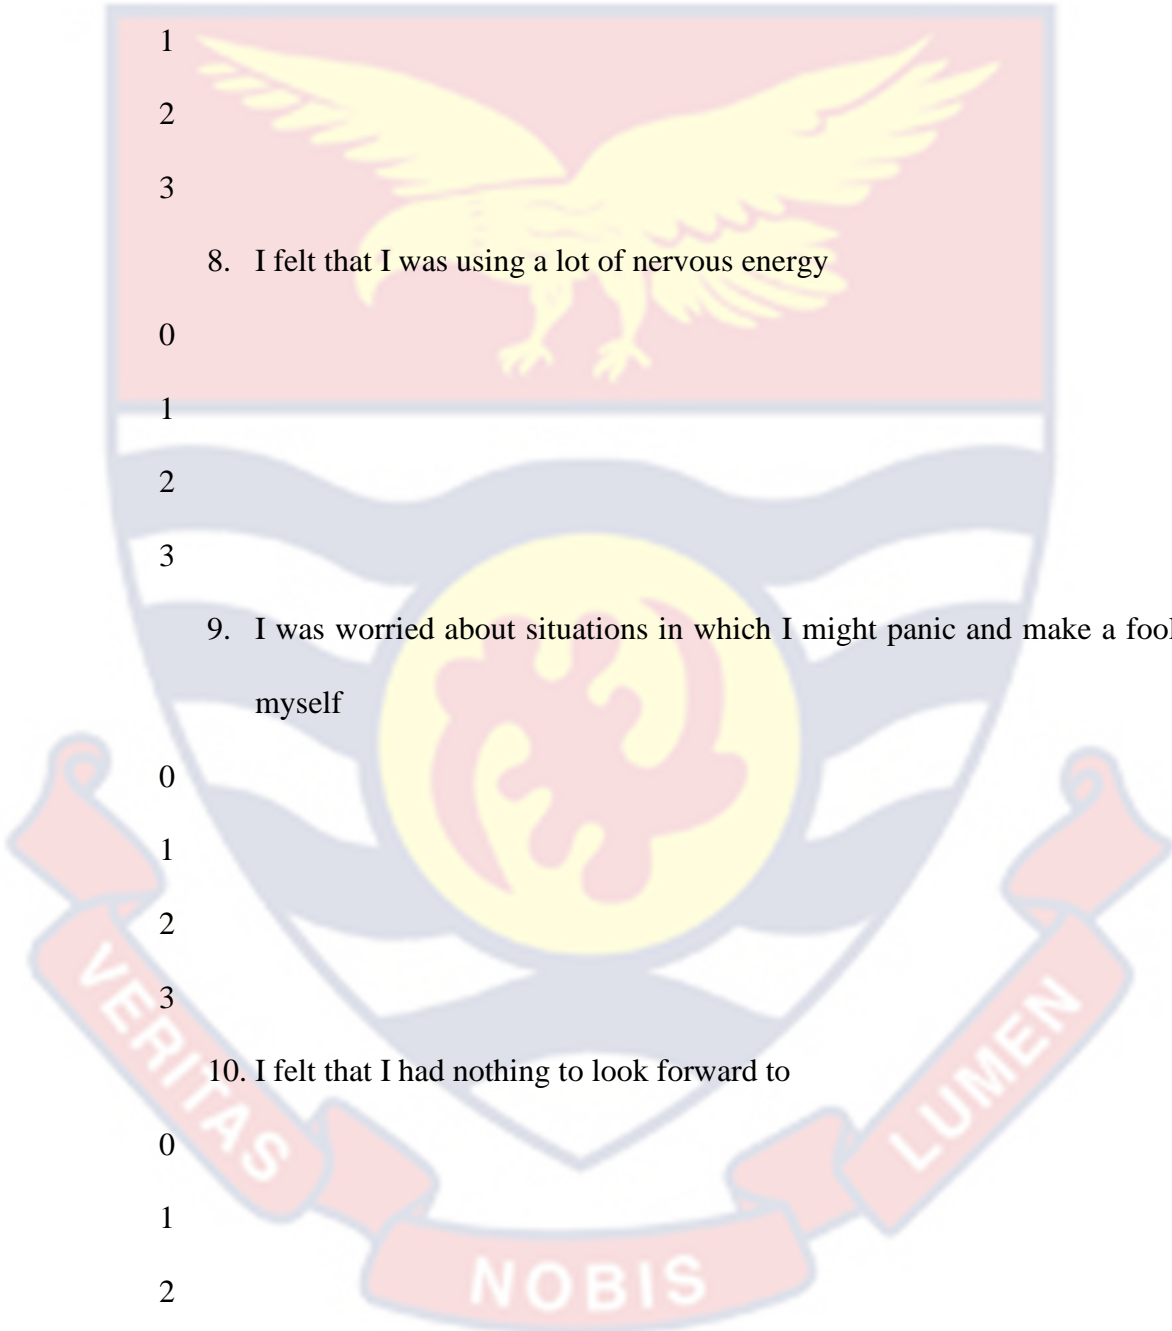 1
2
3
8. I felt that I was using a lot of nervous energy
0
1
2
3
9. I was worried about situations in which I might panic and make a fool
myself
0
1
2
3
10. I felt that I had nothing to look forward to
0
1
2
VERITAS
NOBIS
LUMEN